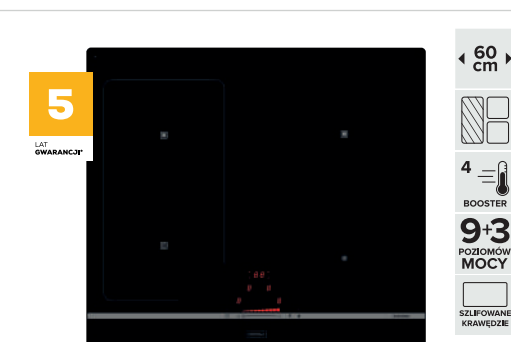 5
LAT
GWARANCJI*
60
cm
4
BOOSTER
9+3
POZIOMÓW
MOCY
SZLIFOWANE
KRAWĘDZIE